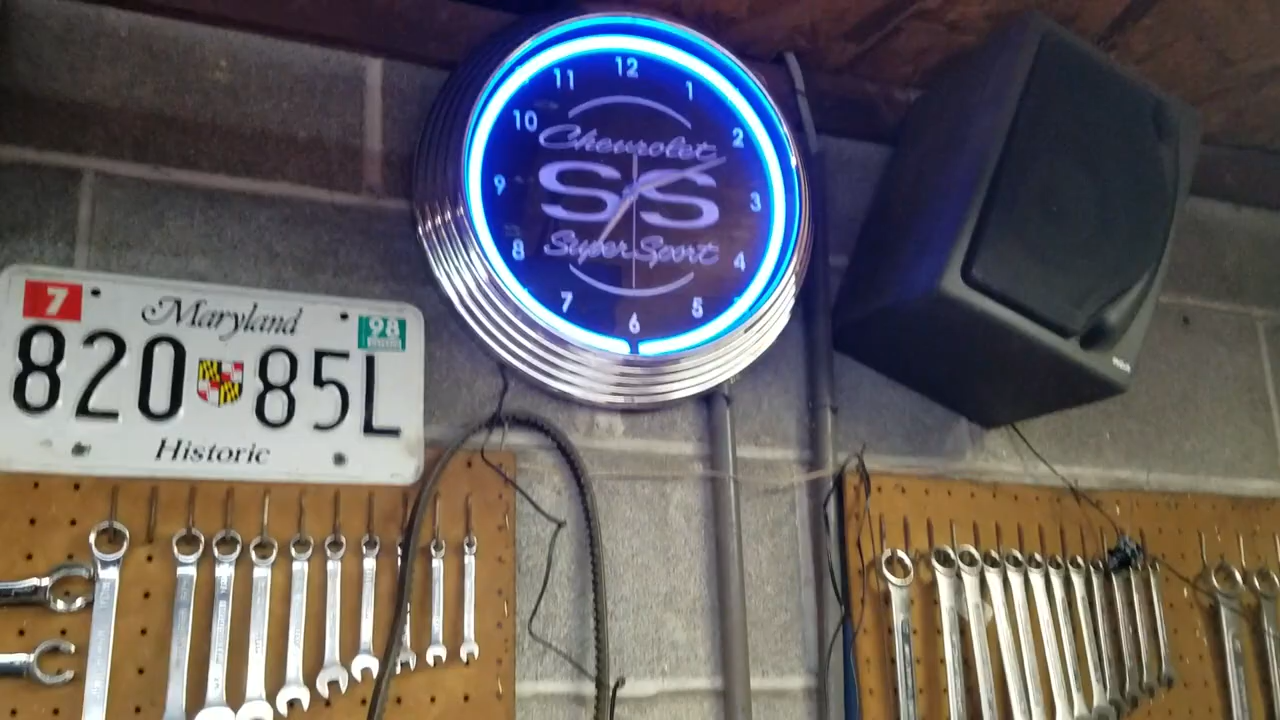 12
11 1
10 2
Chevrolet
SS
9 3
Super Sport
8 4
7 5
6
7 98
Maryland
820 85L
Historic
RCA